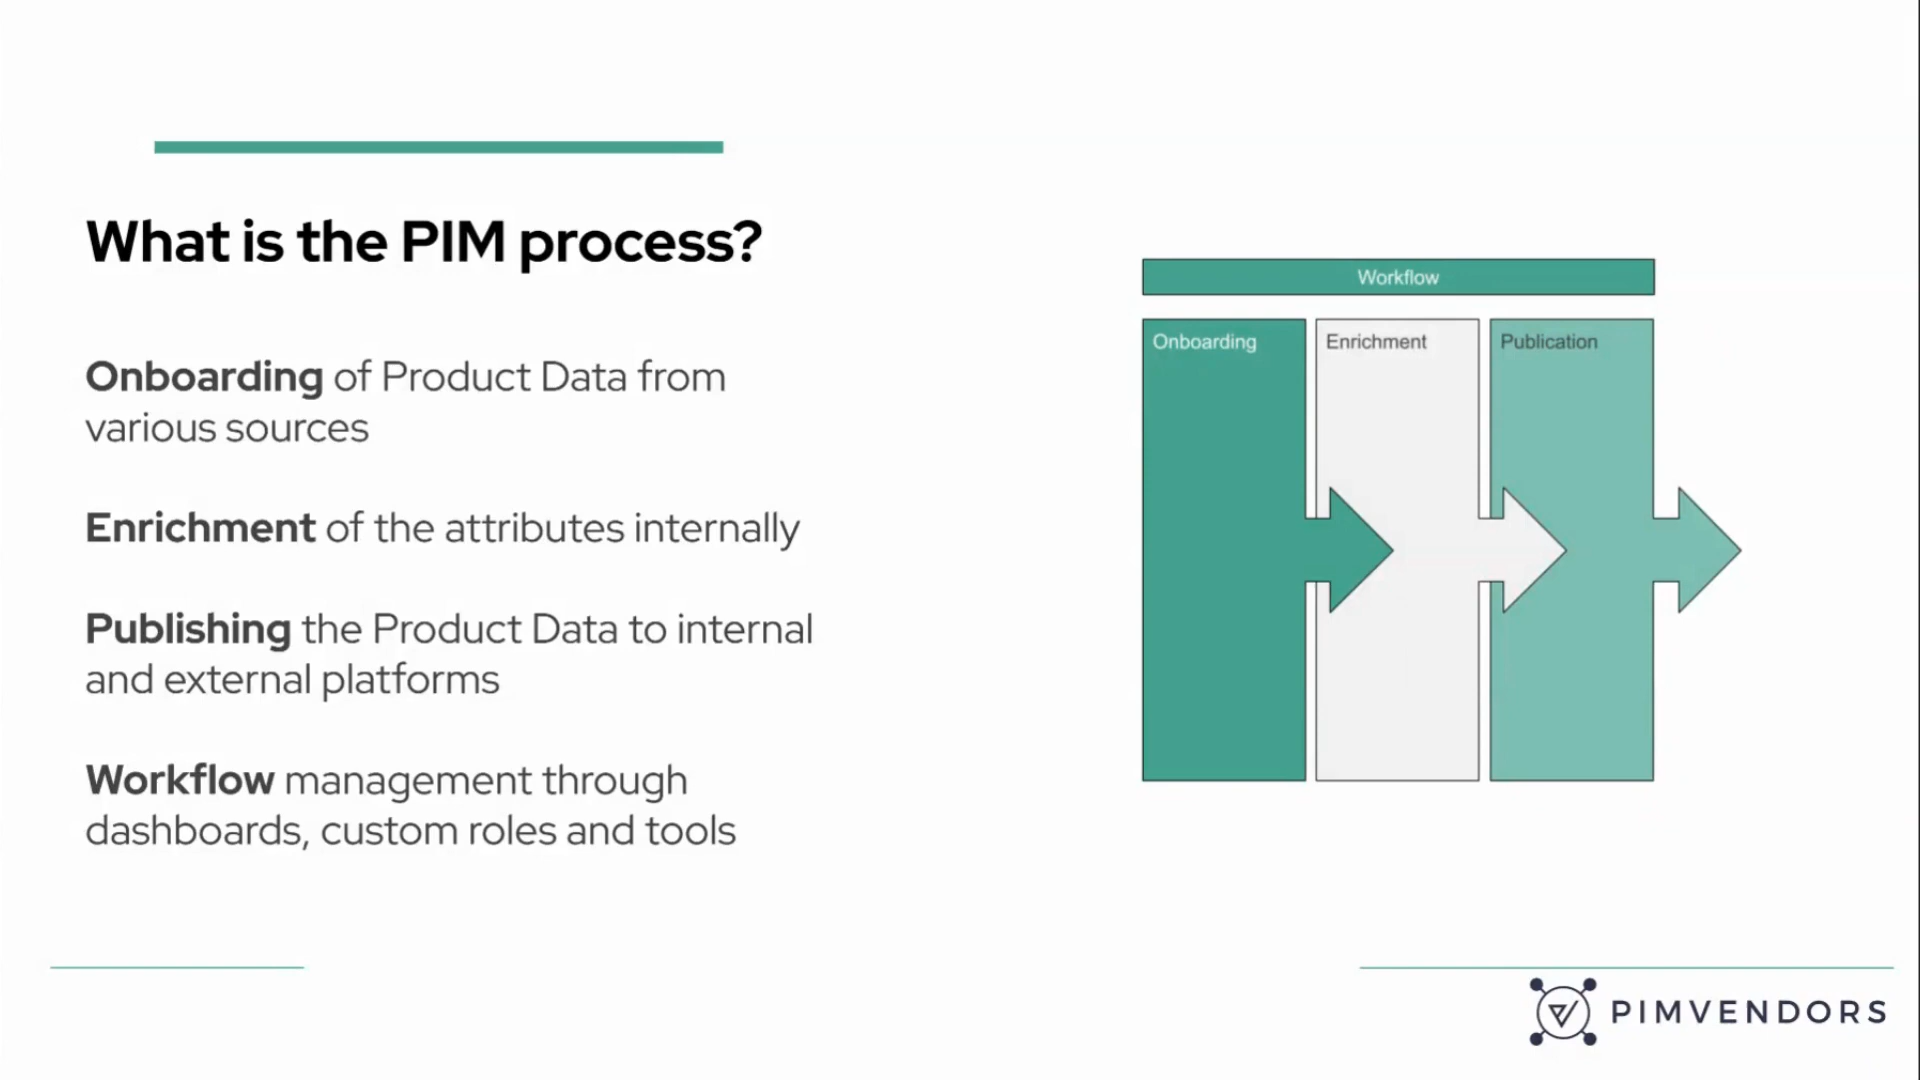 What is the PIM process?
Onboarding of Product Data from
various sources
Enrichment of the attributes internally
Publishing the Product Data to internal
and external platforms
Workflow management through
dashboards, custom roles and tools
Workflow
Onboarding
Enrichment
Publication
PIMVENDORS